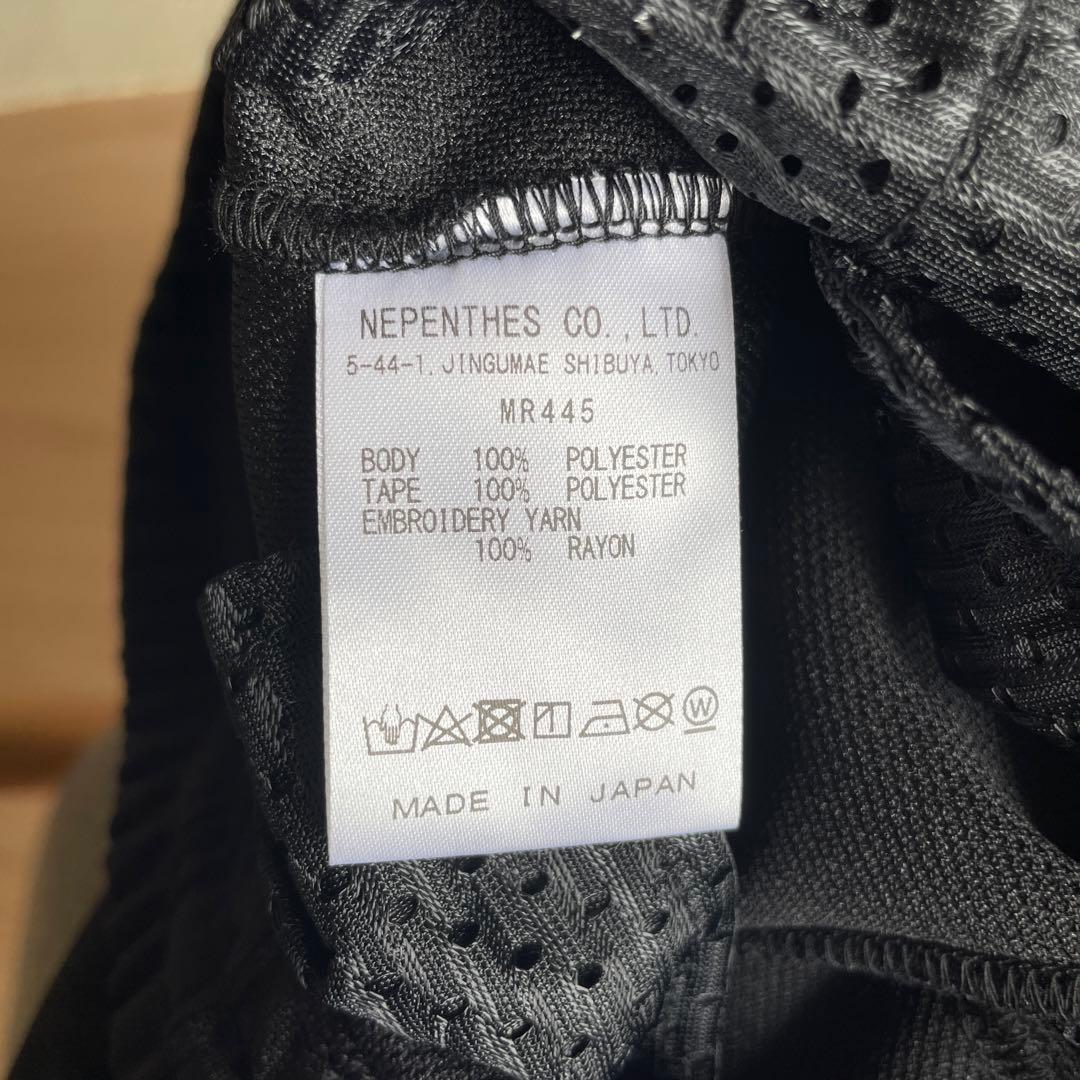 NEPENTHES CO.,LTD.
5-44-1, JINGUMAE SHIBUYA, TOKYO
MR445
BODY 100% POLYESTER
TAPE 100% POLYESTER
EMBROIDERY YARN
100% RAYON
W
MADE IN JAPAN